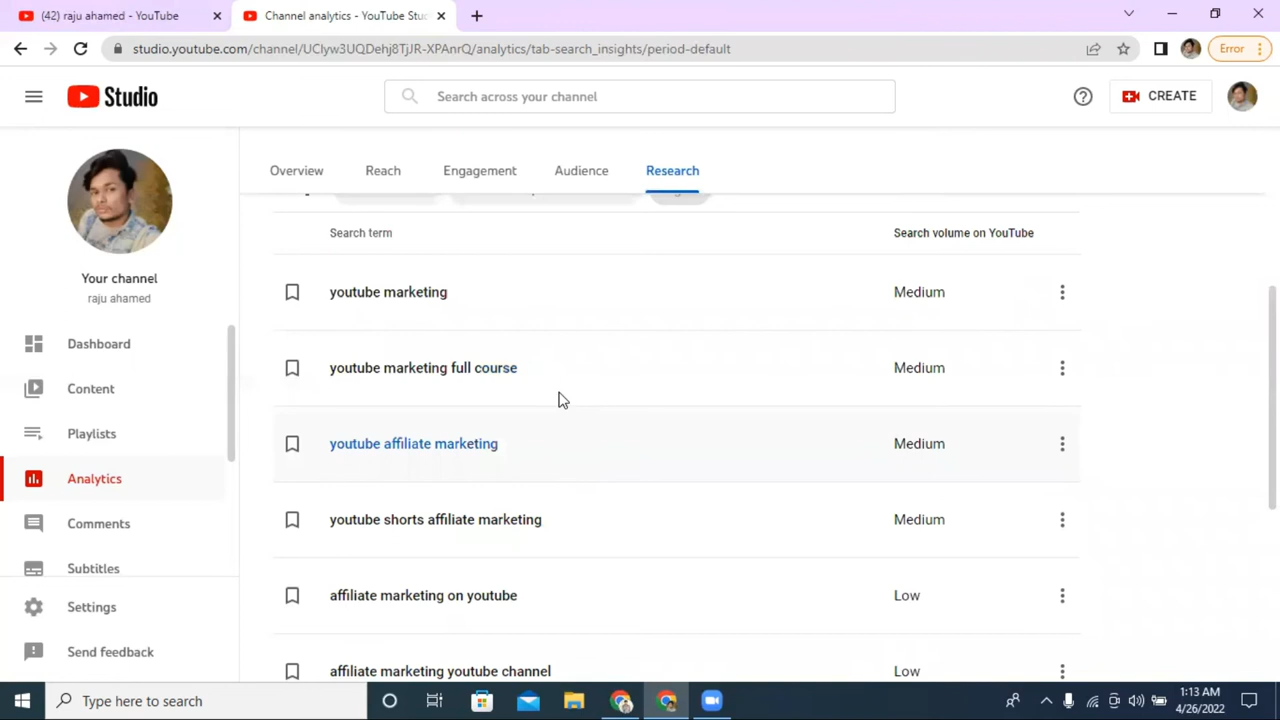 (42) raju ahamed - YouTube
Channel analytics - YouTube Stu
studio.youtube.com/channel/UCIyw3UQDehj8TjJR-XPAnrQ/analytics/tab-search_insights/period-default
Error
Studio
Search across your channel
CREATE
Your channel
raju ahamed
Dashboard
Content
Playlists
Analytics
Comments
Subtitles
Settings
Send feedback
Overview Reach Engagement Audience Research
Search term Search volume on YouTube
youtube marketing Medium
youtube marketing full course Medium
youtube affiliate marketing Medium
youtube shorts affiliate marketing Medium
affiliate marketing on youtube Low
affiliate marketing youtube channel Low
Type here to search
1:13 AM
4/26/2022